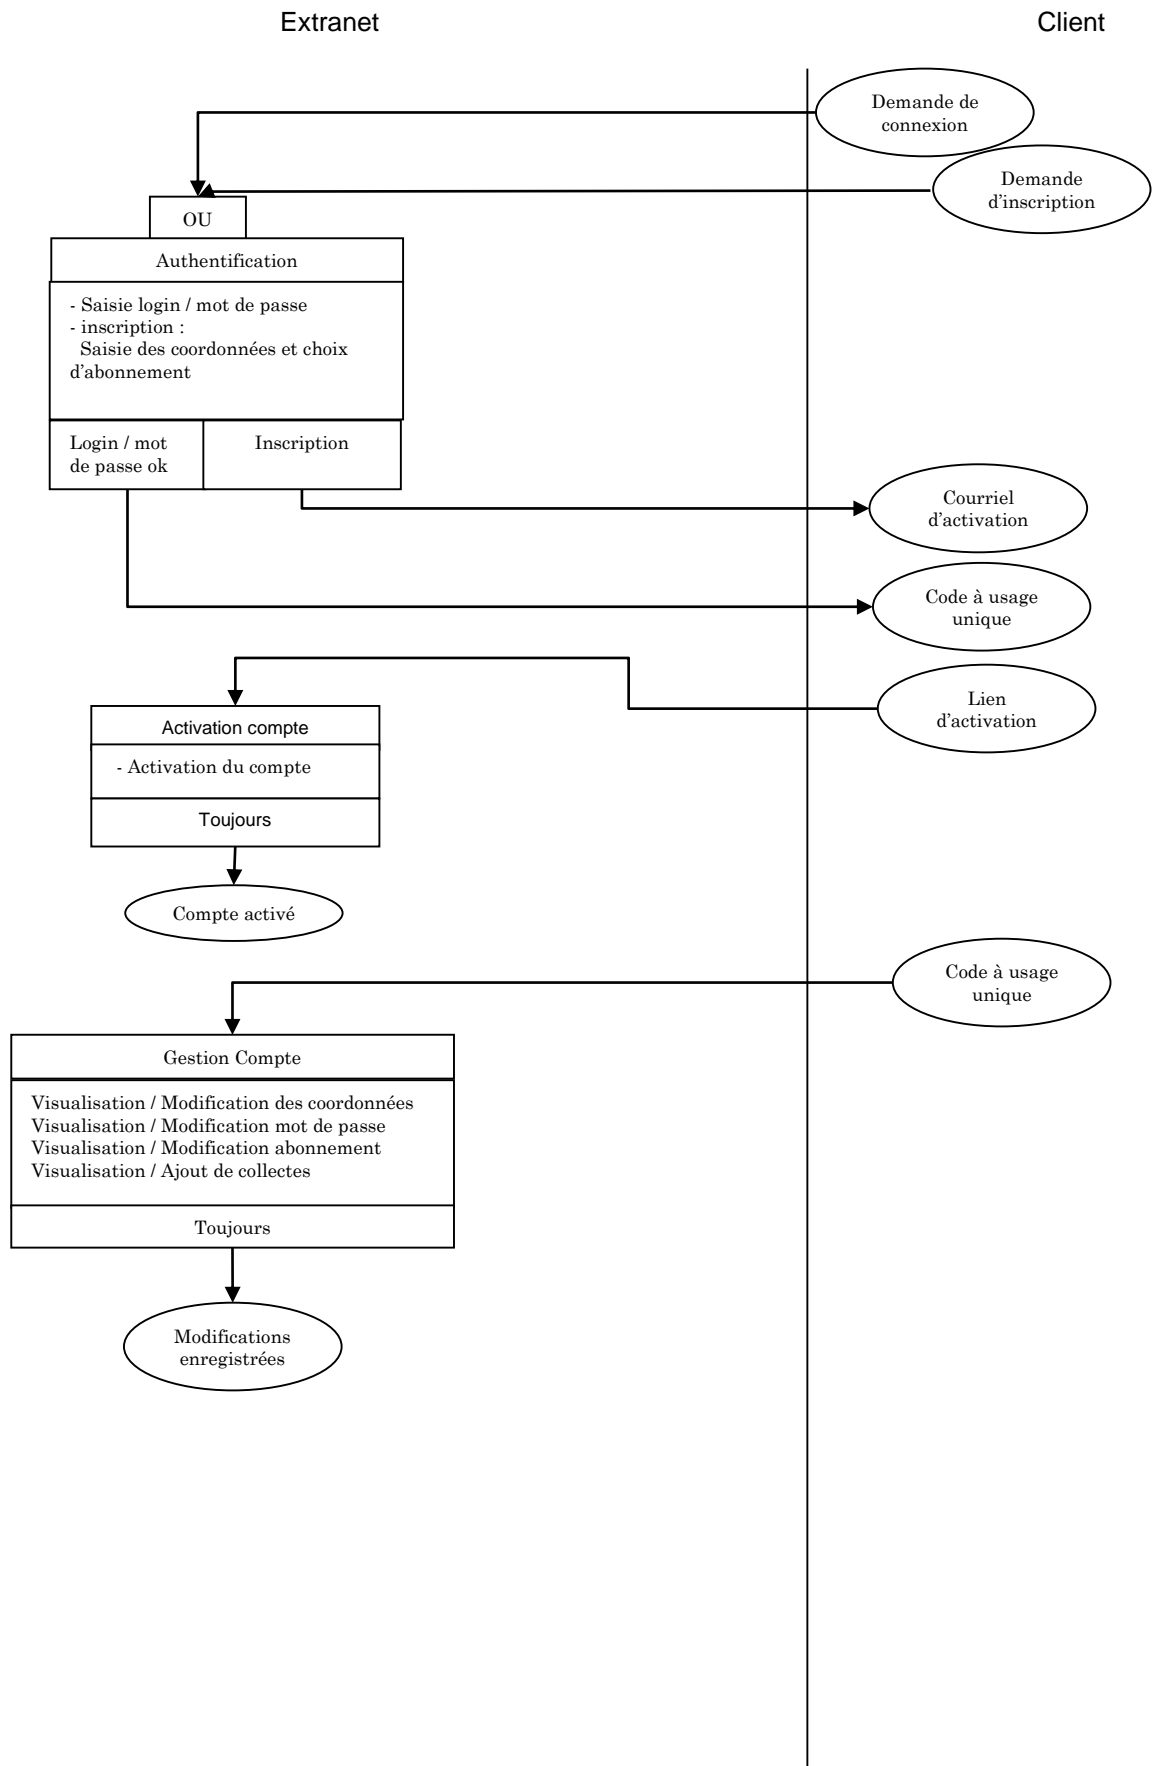 Extranet
Client
Demande de
connexion
Demande
d'inscription
OU
Authentification
- Saisie login / mot de passe
- inscription :
Saisie des coordonnées et choix
d'abonnement
Login / mot
de passe ok
Inscription
Courriel
d'activation
Code à usage
unique
Lien
d'activation
Activation compte
- Activation du compte
Toujours
Compte activé
Code à usage
unique
Gestion Compte
Visualisation / Modification des coordonnées
Visualisation / Modification mot de passe
Visualisation / Modification abonnement
Visualisation / Ajout de collectes
Toujours
Modifications
enregistrées